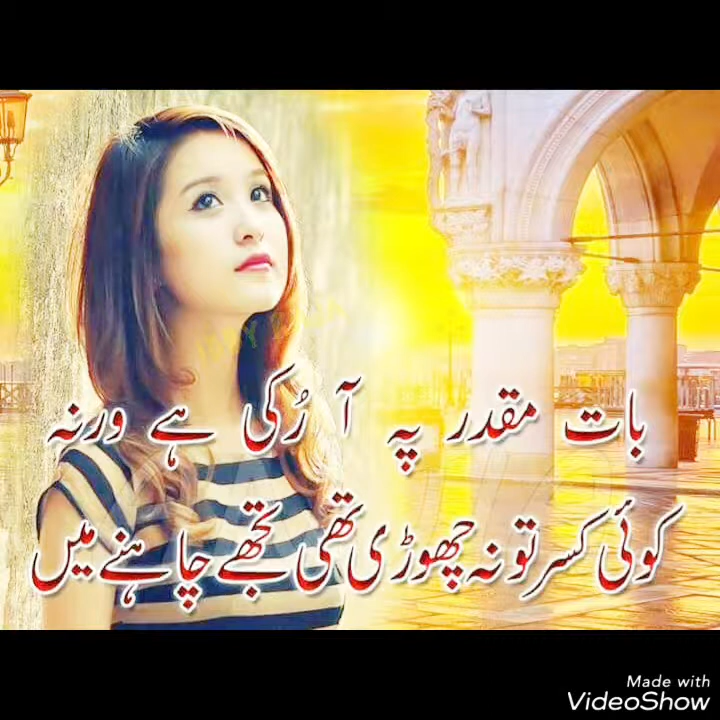 بات مقدر پہ آ رُکی ہے ورنہ
کوئی کسر تو نہ چھوڑی تھی تجھے چاہنے میں
Made with
VideoShow